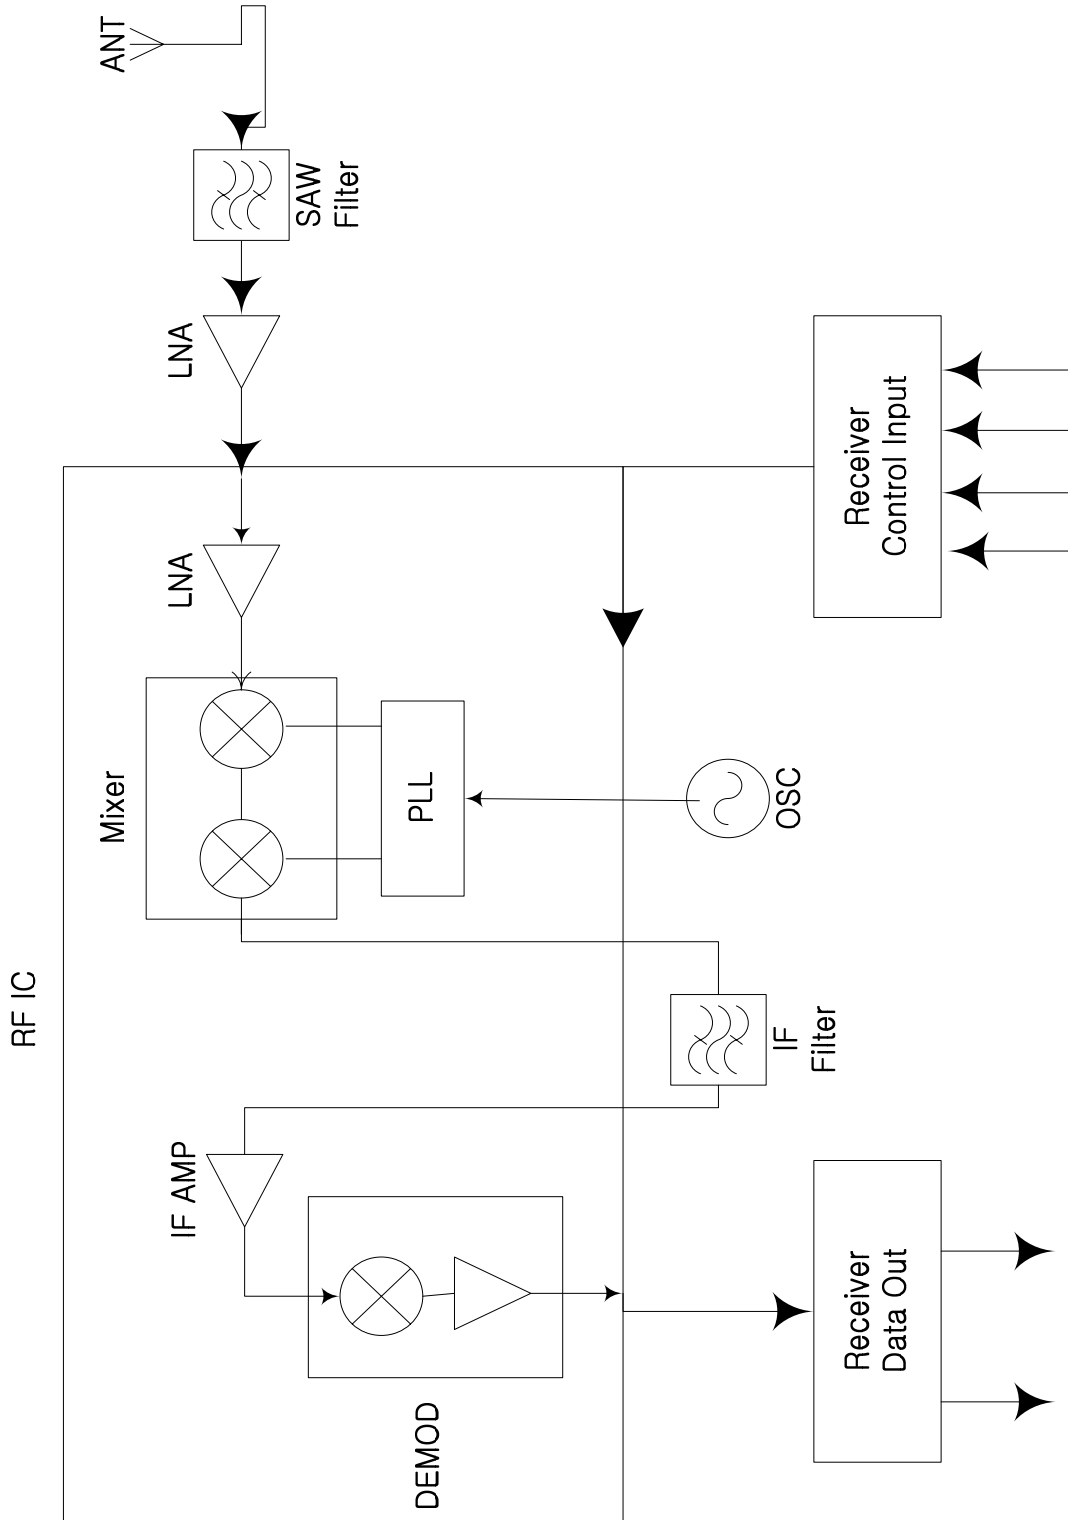 ANT
SAW
Filter
LNA
LNA
Mixer
PLL
OSC
RF IC
IF
Filter
IF AMP
DEMOD
Receiver
Control Input
Receiver
Data Out